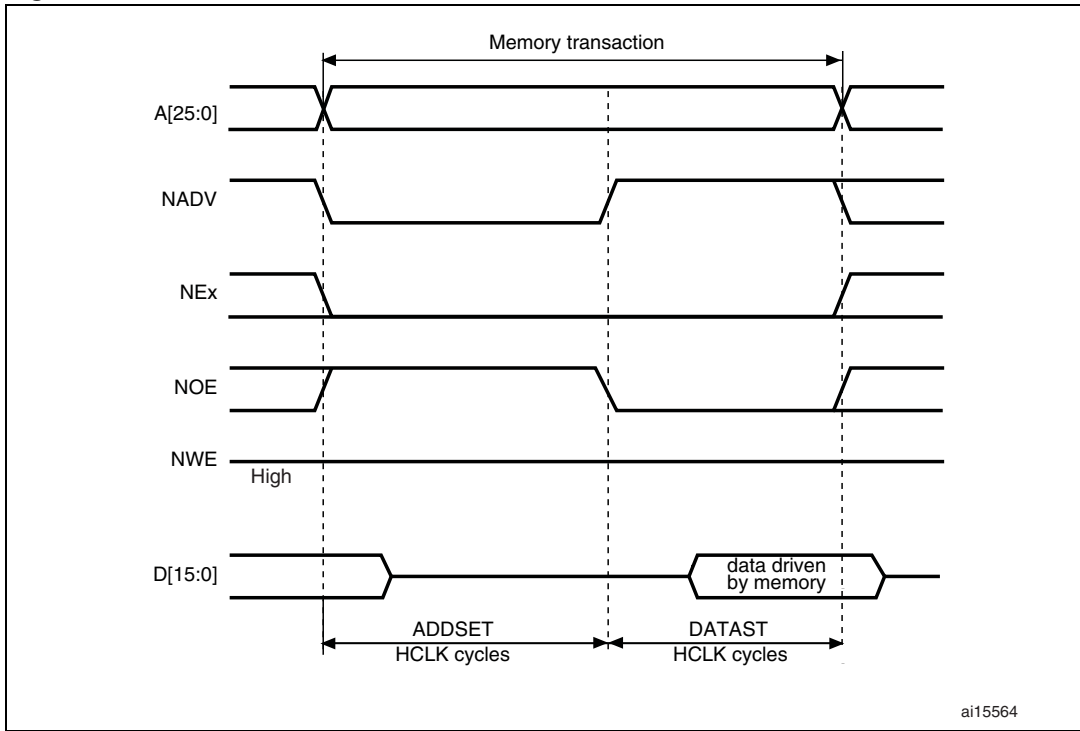 Memory transaction
A[25:0]
NADV
NEx
NOE
NWE
High
D[15:0]
data driven
by memory
ADDSET
HCLK cycles
DATAST
HCLK cycles
ai15564